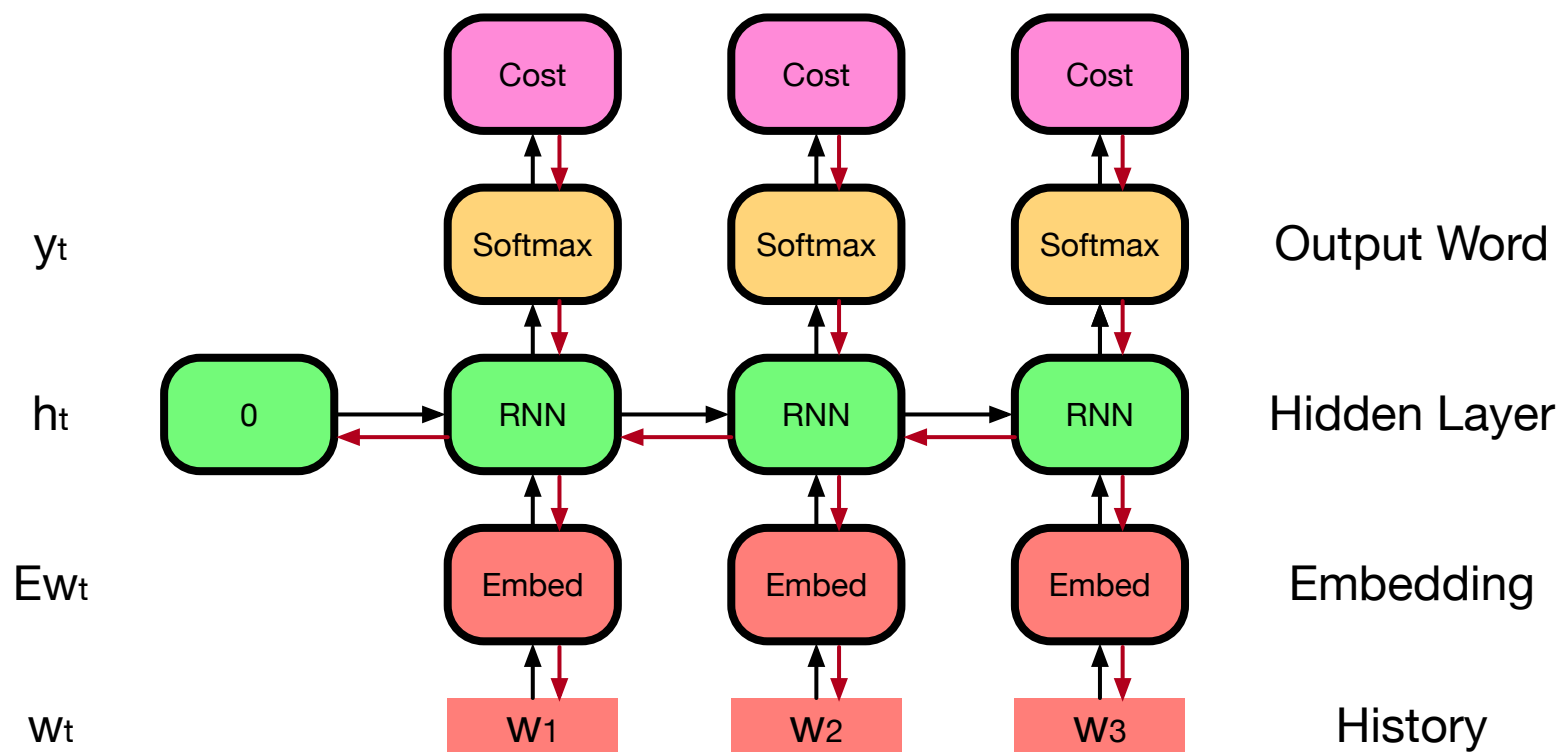 Cost Cost Cost
yt Softmax Softmax Softmax Output Word
ht 0 RNN RNN RNN Hidden Layer
Ewt Embed Embed Embed Embedding
wt w1 w2 w3 History